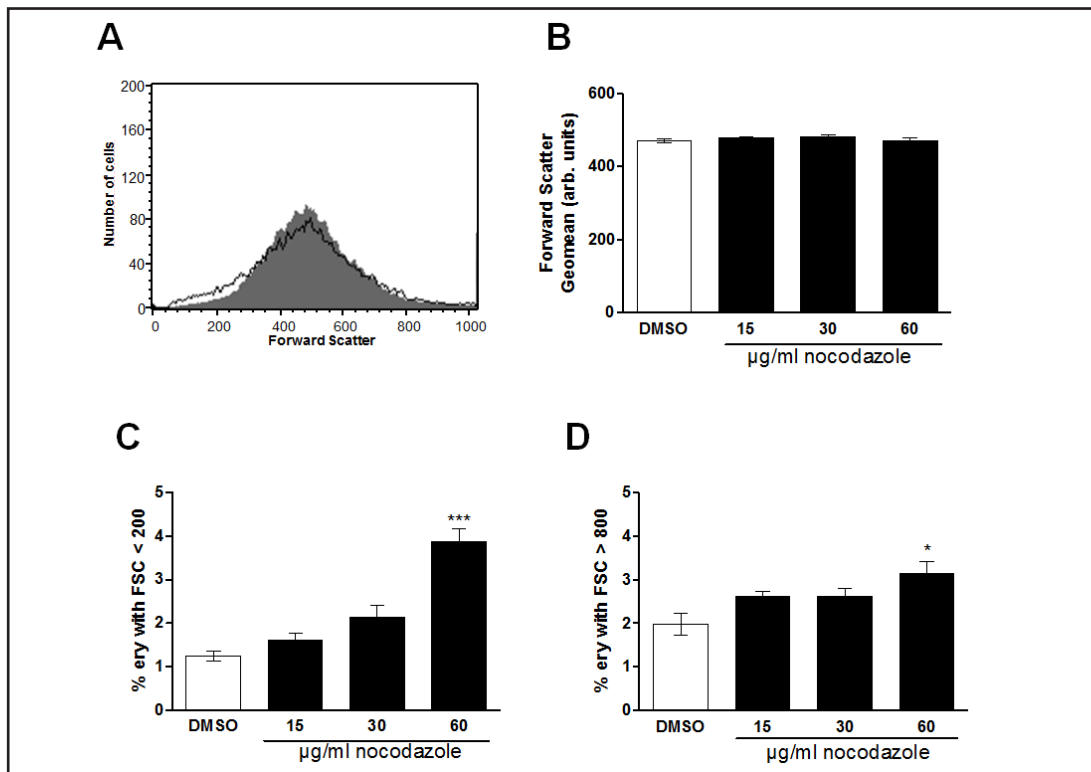 A
200
160
120
80
40
0
Number of cells
0 200 400 600 800 1000
Forward Scatter
B
600
400
200
0
Forward Scatter
Geomean (arb. units)
DMSO 15 30 60
µg/ml nocodazole
C
5
4
3
2
1
0
% ery with FSC < 200
***
DMSO 15 30 60
µg/ml nocodazole
D
5
4
3
2
1
0
% ery with FSC > 800
*
DMSO 15 30 60
µg/ml nocodazole